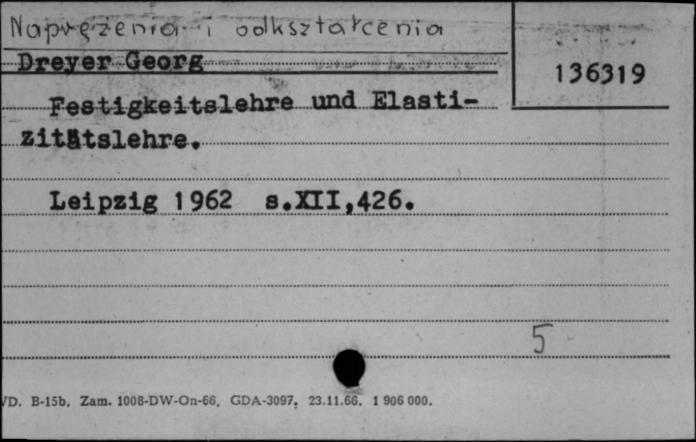 Naprężenia i odkształcenia
Dreyer Georg
136319
Festigkeitslehre und Elasti-
zitätslehre.
Leipzig 1962 s.XII,426.
5
VD. B-15b. Zam. 1008-DW-On-66. GDA-3097. 23.11.66. 1 906 000.